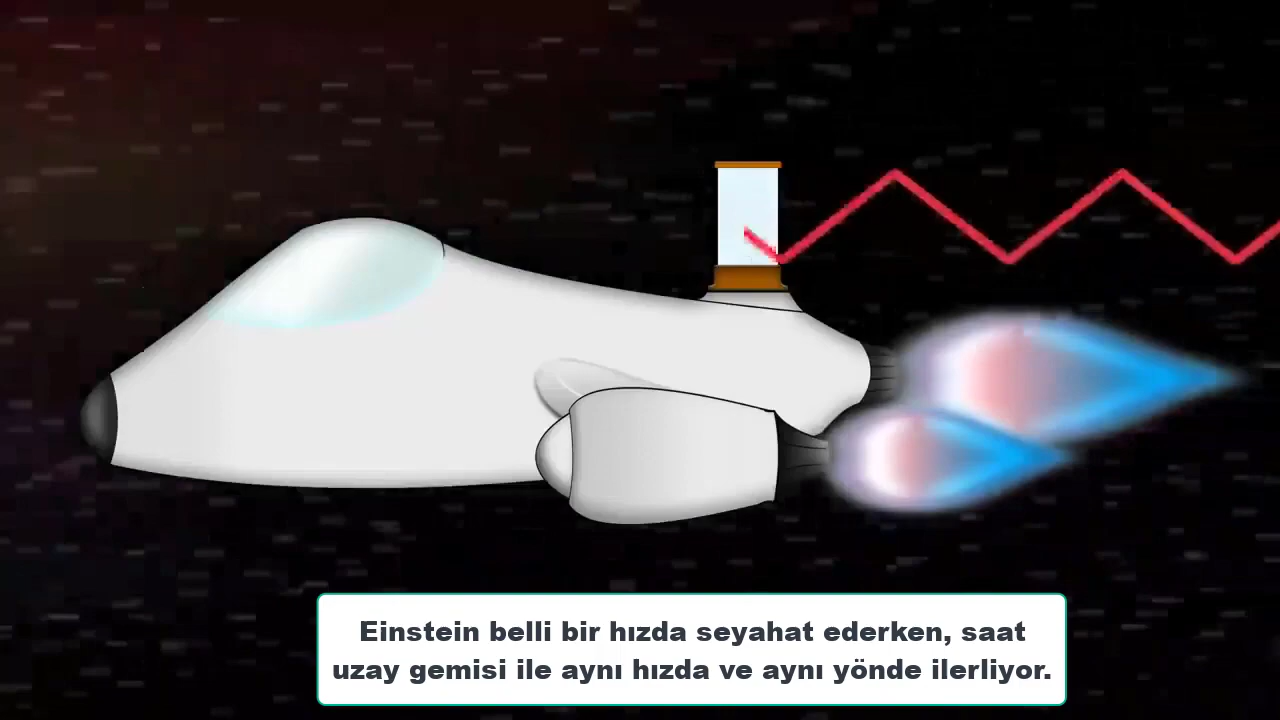 Einstein belli bir hızda seyahat ederken, saat
uzay gemisi ile aynı hızda ve aynı yönde ilerliyor.